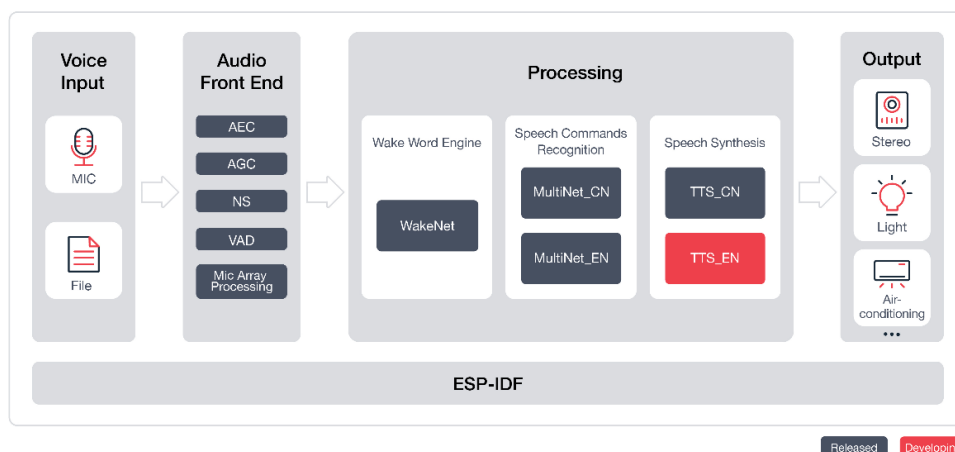 Voice
Input
MIC
File
Audio
Front End
AEC
AGC
NS
VAD
Mic Array
Processing
Processing
Wake Word Engine
WakeNet
Speech Commands
Recognition
MultiNet_CN
MultiNet_EN
Speech Synthesis
TTS_CN
TTS_EN
Output
Stereo
Light
Air-
conditioning
•••
ESP-IDF
Released
Developin